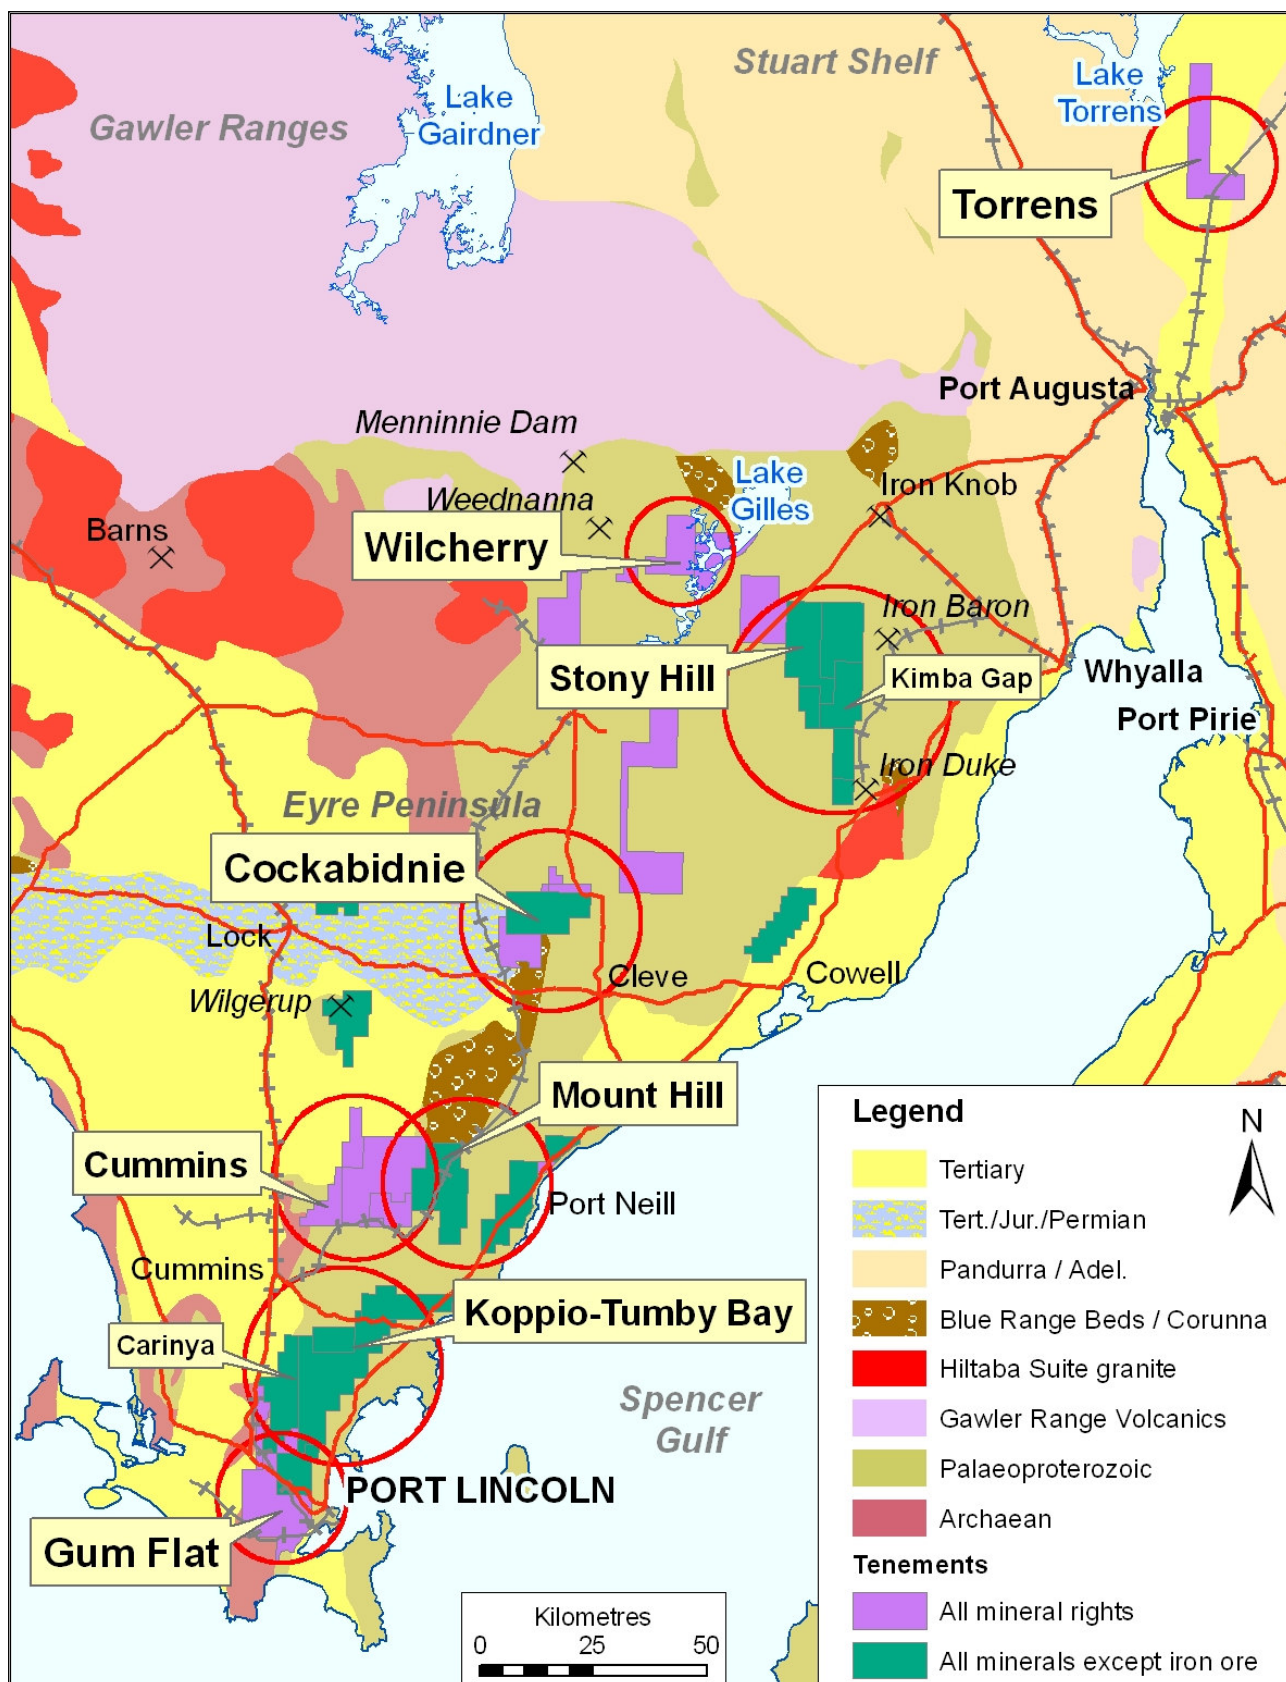 Stuart Shelf
Lake
Torrens
Lake
Gairdner
Gawler Ranges
Torrens
Port Augusta
Menninnie Dam
Weednanna
Lake
Gilles
Iron Knob
Barns
Wilcherry
Iron Baron
Stony Hill
Kimba Gap
Whyalla
Port Pirie
Iron Duke
Eyre Peninsula
Cockabidnie
Lock
Cleve
Cowell
Wilgerup
Mount Hill
Cummins
Port Neill
Cummins
Koppio-Tumby Bay
Carinya
Spencer
Gulf
PORT LINCOLN
Gum Flat
Kilometres
0 25 50
Legend
N
Tertiary
Tert./Jur./Permian
Pandurra / Adel.
Blue Range Beds / Corunna
Hiltaba Suite granite
Gawler Range Volcanics
Palaeoproterozoic
Archaean
Tenements
All mineral rights
All minerals except iron ore